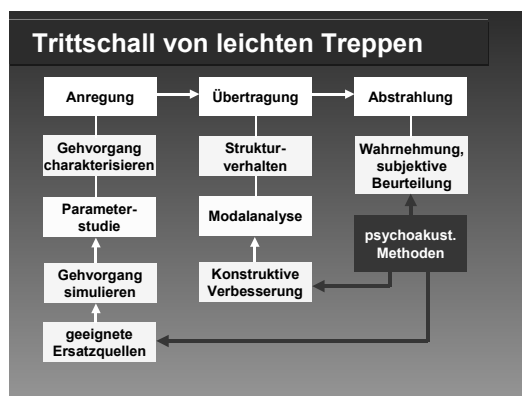 Trittschall von leichten Treppen
Anregung
Übertragung
Abstrahlung
Gehvorgang
charakterisieren
Struktur-
verhalten
Wahrnehmung,
subjektive
Beurteilung
Parameter-
studie
Modalanalyse
psychoakust.
Methoden
Gehvorgang
simulieren
Konstruktive
Verbesserung
geeignete
Ersatzquellen